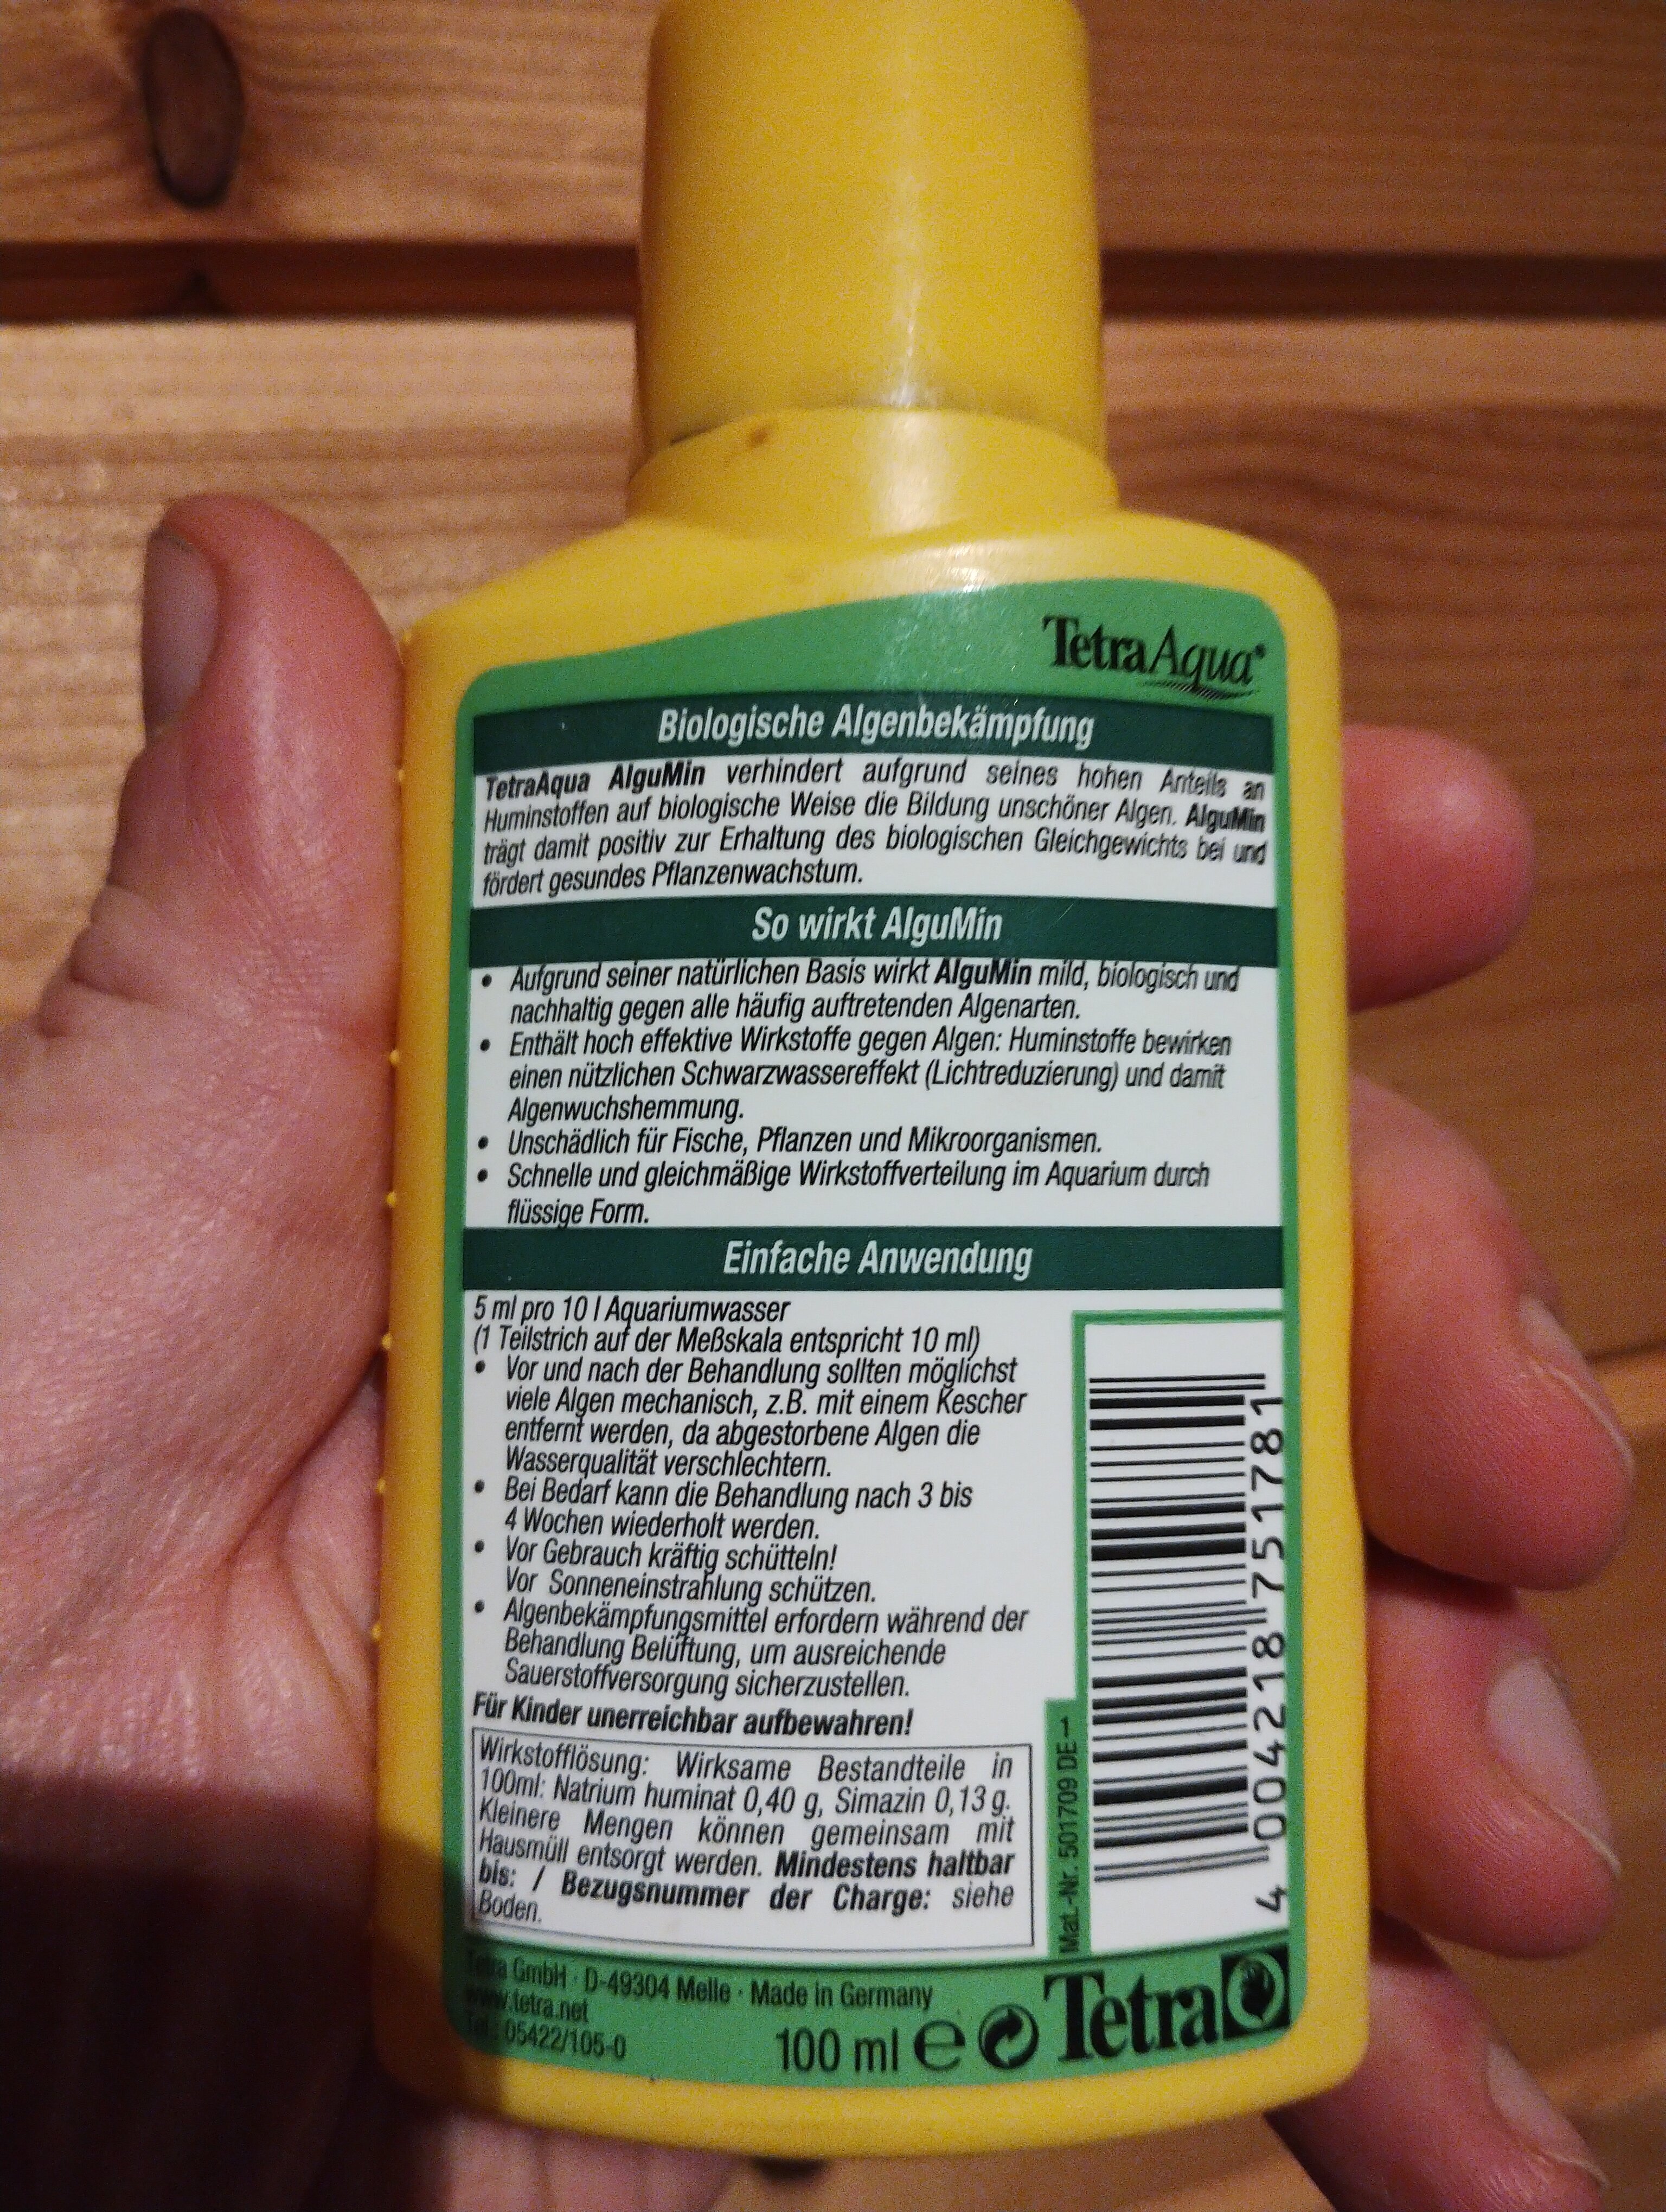 TetraAqua®
Biologische Algenbekämpfung
TetraAqua AlguMin verhindert aufgrund seines hohen Anteils an
Huminstoffen auf biologische Weise die Bildung unschöner Algen. AlguMin
trägt damit positiv zur Erhaltung des biologischen Gleichgewichts bei und
fördert gesundes Pflanzenwachstum.
So wirkt AlguMin
• Aufgrund seiner natürlichen Basis wirkt AlguMin mild, biologisch und
nachhaltig gegen alle häufig auftretenden Algenarten.
• Enthält hoch effektive Wirkstoffe gegen Algen: Huminstoffe bewirken
einen nützlichen Schwarzwassereffekt (Lichtreduzierung) und damit
Algenwuchshemmung.
• Unschädlich für Fische, Pflanzen und Mikroorganismen.
• Schnelle und gleichmäßige Wirkstoffverteilung im Aquarium durch
flüssige Form.
Einfache Anwendung
5 ml pro 10 l Aquariumwasser
(1 Teilstrich auf der Meßskala entspricht 10 ml)
• Vor und nach der Behandlung sollten möglichst
viele Algen mechanisch, z.B. mit einem Kescher
entfernt werden, da abgestorbene Algen die
Wasserqualität verschlechtern.
• Bei Bedarf kann die Behandlung nach 3 bis
4 Wochen wiederholt werden.
• Vor Gebrauch kräftig schütteln!
Vor Sonneneinstrahlung schützen.
• Algenbekämpfungsmittel erfordern während der
Behandlung Belüftung, um ausreichende
Sauerstoffversorgung sicherzustellen.
Für Kinder unerreichbar aufbewahren!
Wirkstofflösung: Wirksame Bestandteile in
100ml: Natrium huminat 0,40 g, Simazin 0,13 g.
Kleinere Mengen können gemeinsam mit
Hausmüll entsorgt werden. Mindestens haltbar
bis: / Bezugsnummer der Charge: siehe
Boden.
Mat.-Nr. 501709 DE-1
4 004218 751781
Tetra GmbH · D-49304 Melle · Made in Germany
www.tetra.net
Tel.: 05422/105-0
100 ml e
Tetra